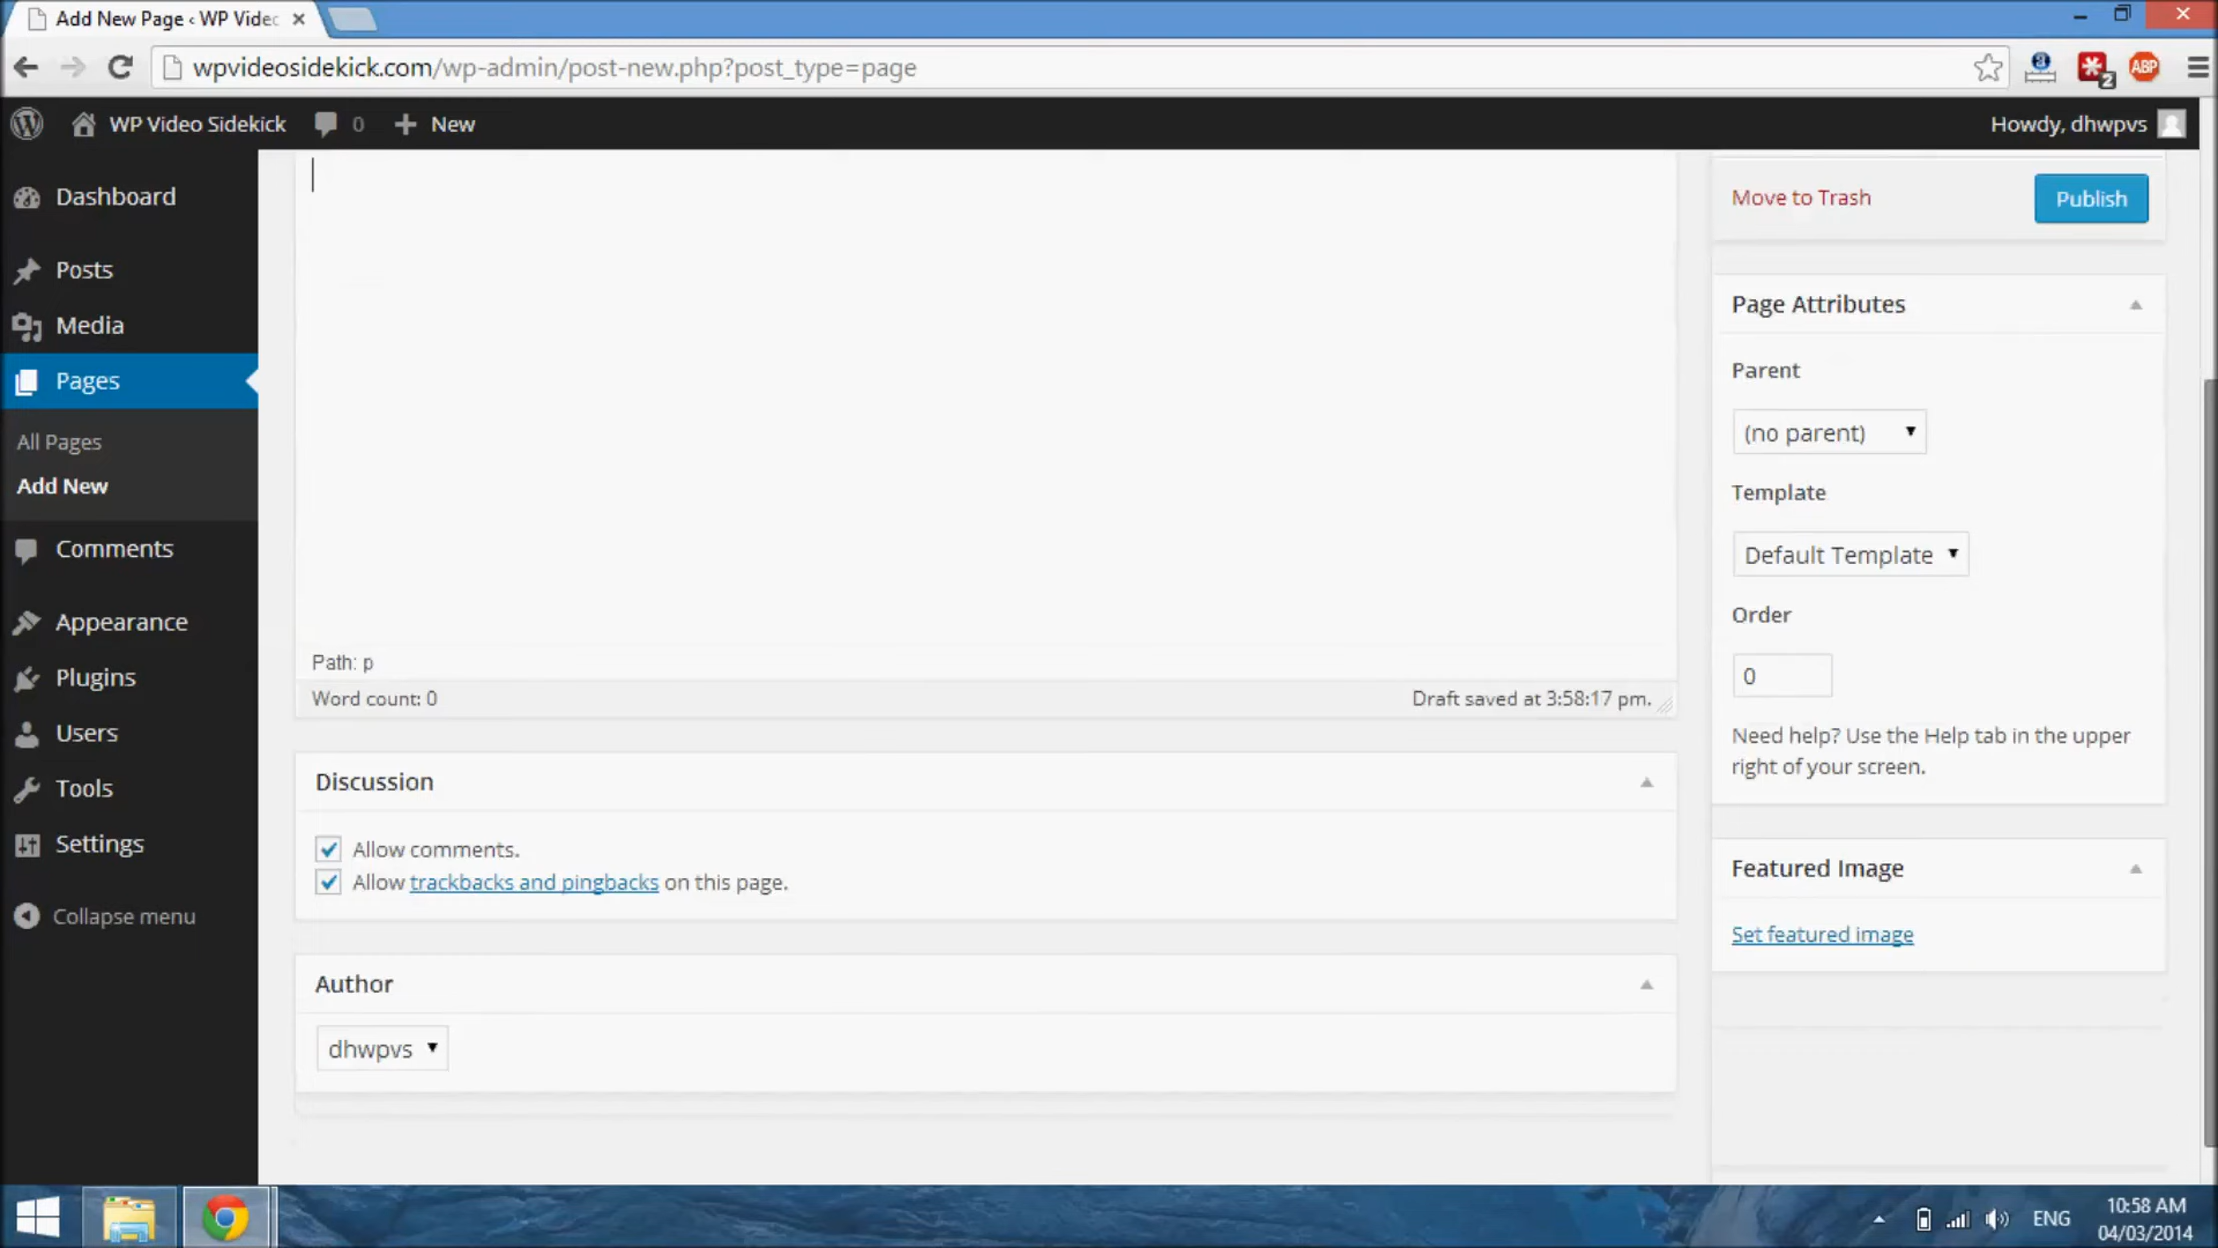 Add New Page ‹ WP Videc
wpvideosidekick.com/wp-admin/post-new.php?post_type=page
2
ABP
WP Video Sidekick
0
New
Howdy, dhwpvs
Dashboard
Posts
Media
Pages
All Pages
Add New
Comments
Appearance
Plugins
Users
Tools
Settings
Collapse menu
Path: p
Word count: 0
Draft saved at 3:58:17 pm.
Discussion
Allow comments.
Allow trackbacks and pingbacks on this page.
Author
dhwpvs
Move to Trash
Publish
Page Attributes
Parent
(no parent)
Template
Default Template
Order
0
Need help? Use the Help tab in the upper
right of your screen.
Featured Image
Set featured image
ENG
10:58 AM
04/03/2014